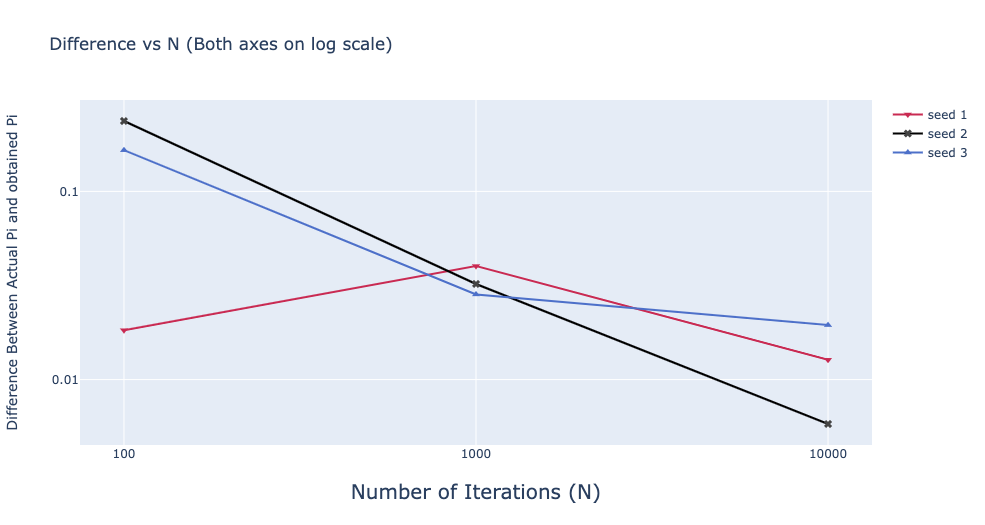 Difference vs N (Both axes on log scale)
Difference Between Actual Pi and obtained Pi
0.1
0.01
100
1000
10000
Number of Iterations (N)
seed 1
seed 2
seed 3